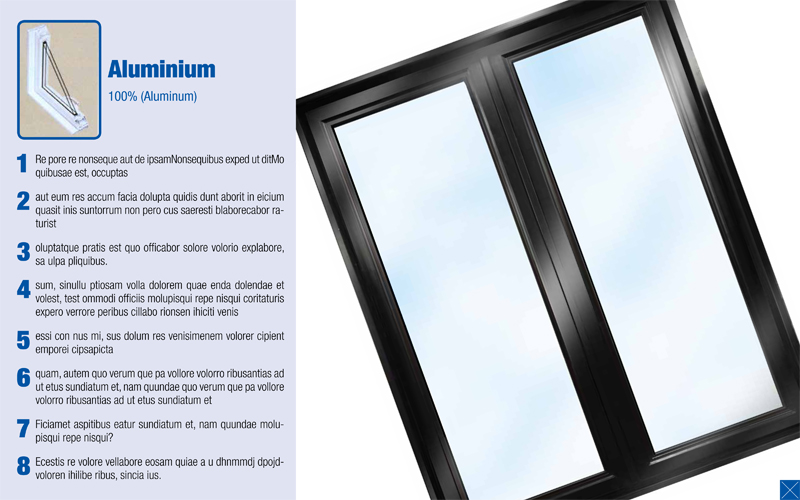 Aluminium
100% (Aluminum)
1 Re pore re nonseque aut de ipsamNonsequibus exped ut ditMo
quibusae est, occuptas
2 aut eum res accum facia dolupta quidis dunt aborit in eicium
quasit inis suntorrum non pero cus saeresti blaborecabor ra-
turist
3 oluptatque pratis est quo officabor solore volorio explabore,
sa ulpa pliquibus.
4 sum, sinullu ptiosam volla dolorem quae enda dolendae et
volest, test ommodi officiis molupisqui repe nisqui coritaturis
expero verrore peribus cillabo rionsen ihiciti venis
5 essi con nus mi, sus dolum res venisimenem volorer cipient
emporei cipsapicta
6 quam, autem quo verum que pa vollore volorro ribusantias ad
ut etus sundiatum et, nam quundae quo verum que pa vollore
volorro ribusantias ad ut etus sundiatum et
7 Ficiamet aspitibus eatur sundiatum et, nam quundae molu-
pisqui repe nisqui?
8 Ecestis re volore vellabore eosam quiae a u dhnmmdj dpojd-
voloren ihilibe ribus, sincia ius.